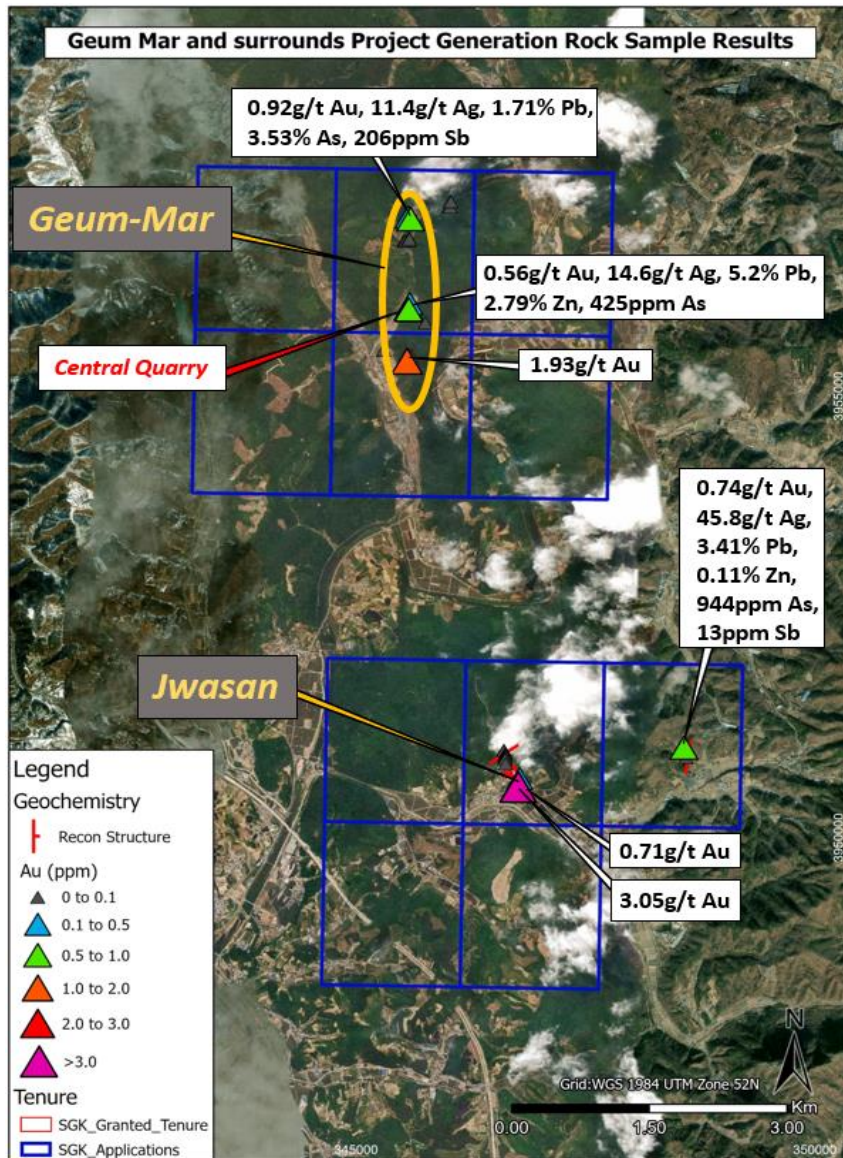 Geum Mar and surrounds Project Generation Rock Sample Results
0.92g/t Au, 11.4g/t Ag, 1.71% Pb,
3.53% As, 206ppm Sb
Geum-Mar
0.56g/t Au, 14.6g/t Ag, 5.2% Pb,
2.79% Zn, 425ppm As
Central Quarry
1.93g/t Au
3955000
0.74g/t Au,
45.8g/t Ag,
3.41% Pb,
0.11% Zn,
944ppm As,
13ppm Sb
Jwasan
0.71g/t Au
3.05g/t Au
3950000
Legend
Geochemistry
Recon Structure
Au (ppm)
0 to 0.1
0.1 to 0.5
0.5 to 1.0
1.0 to 2.0
2.0 to 3.0
>3.0
Tenure
SGK_Granted_Tenure
SGK_Applications
N
Grid:WGS 1984 UTM Zone 52N
Km
0.00 1.50 3.00
345000 350000